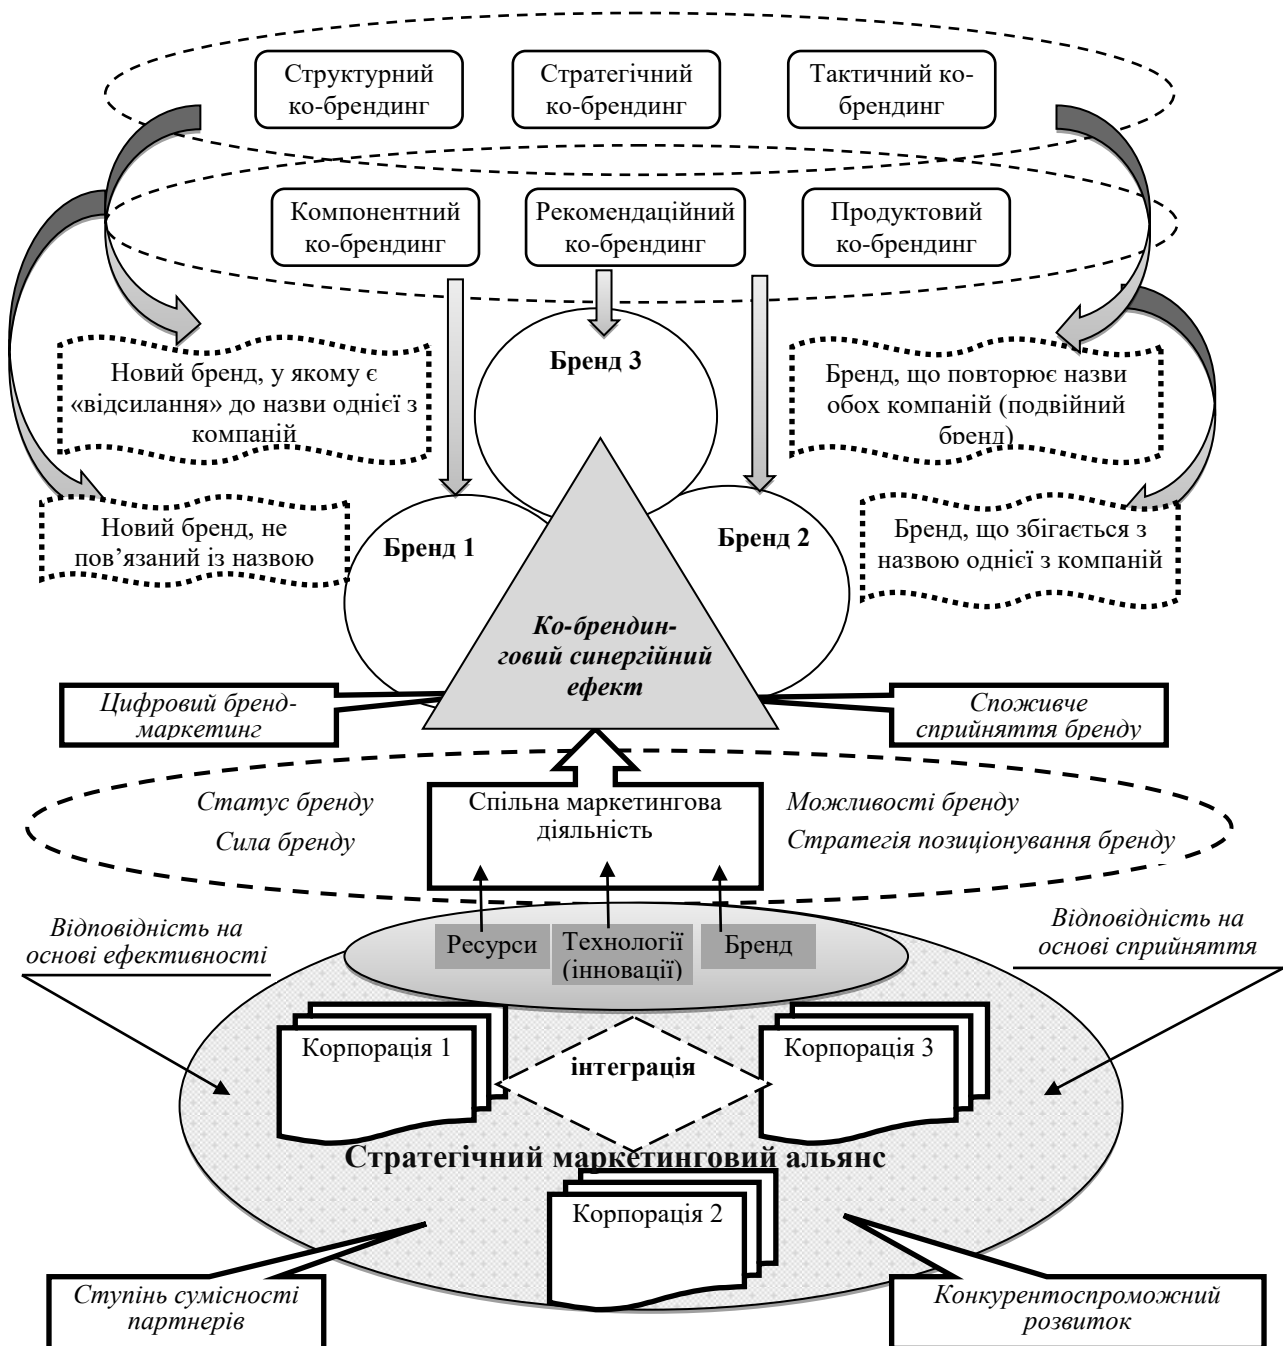 Структурний
ко-брендинг
Стратегічний
ко-брендинг
Тактичний ко-
брендинг
Компонентний
ко-брендинг
Рекомендаційний
ко-брендинг
Продуктовий
ко-брендинг
Новий бренд, у якому є
«відсилання» до назви однієї з
компаній
Бренд 3
Бренд, що повторює назви
обох компаній (подвійний
бренд)
Новий бренд, не
пов’язаний із назвою
Бренд 1
Бренд 2
Бренд, що збігається з
назвою однієї з компаній
Ко-брендин-
говий синергійний
ефект
Цифровий бренд-
маркетинг
Споживче
сприйняття бренду
Статус бренду
Сила бренду
Спільна маркетингова
діяльність
Можливості бренду
Стратегія позиціонування бренду
Відповідність на
основі ефективності
Ресурси
Технології
(інновації)
Бренд
Відповідність на
основі сприйняття
Корпорація 1
інтеграція
Корпорація 3
Стратегічний маркетинговий альянс
Корпорація 2
Ступінь сумісності
партнерів
Конкурентоспроможний
розвиток